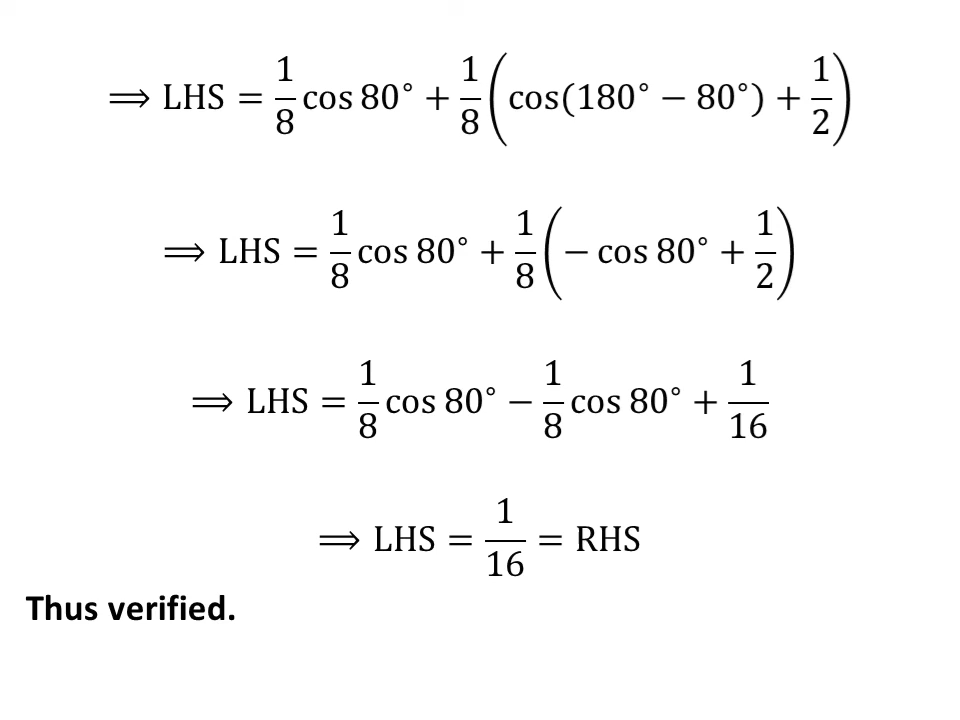 ⟹ LHS = 1/8 cos 80° + 1/8 (cos(180° − 80°) + 1/2)
⟹ LHS = 1/8 cos 80° + 1/8 (− cos 80° + 1/2)
⟹ LHS = 1/8 cos 80° − 1/8 cos 80° + 1/16
⟹ LHS = 1/16 = RHS
Thus verified.